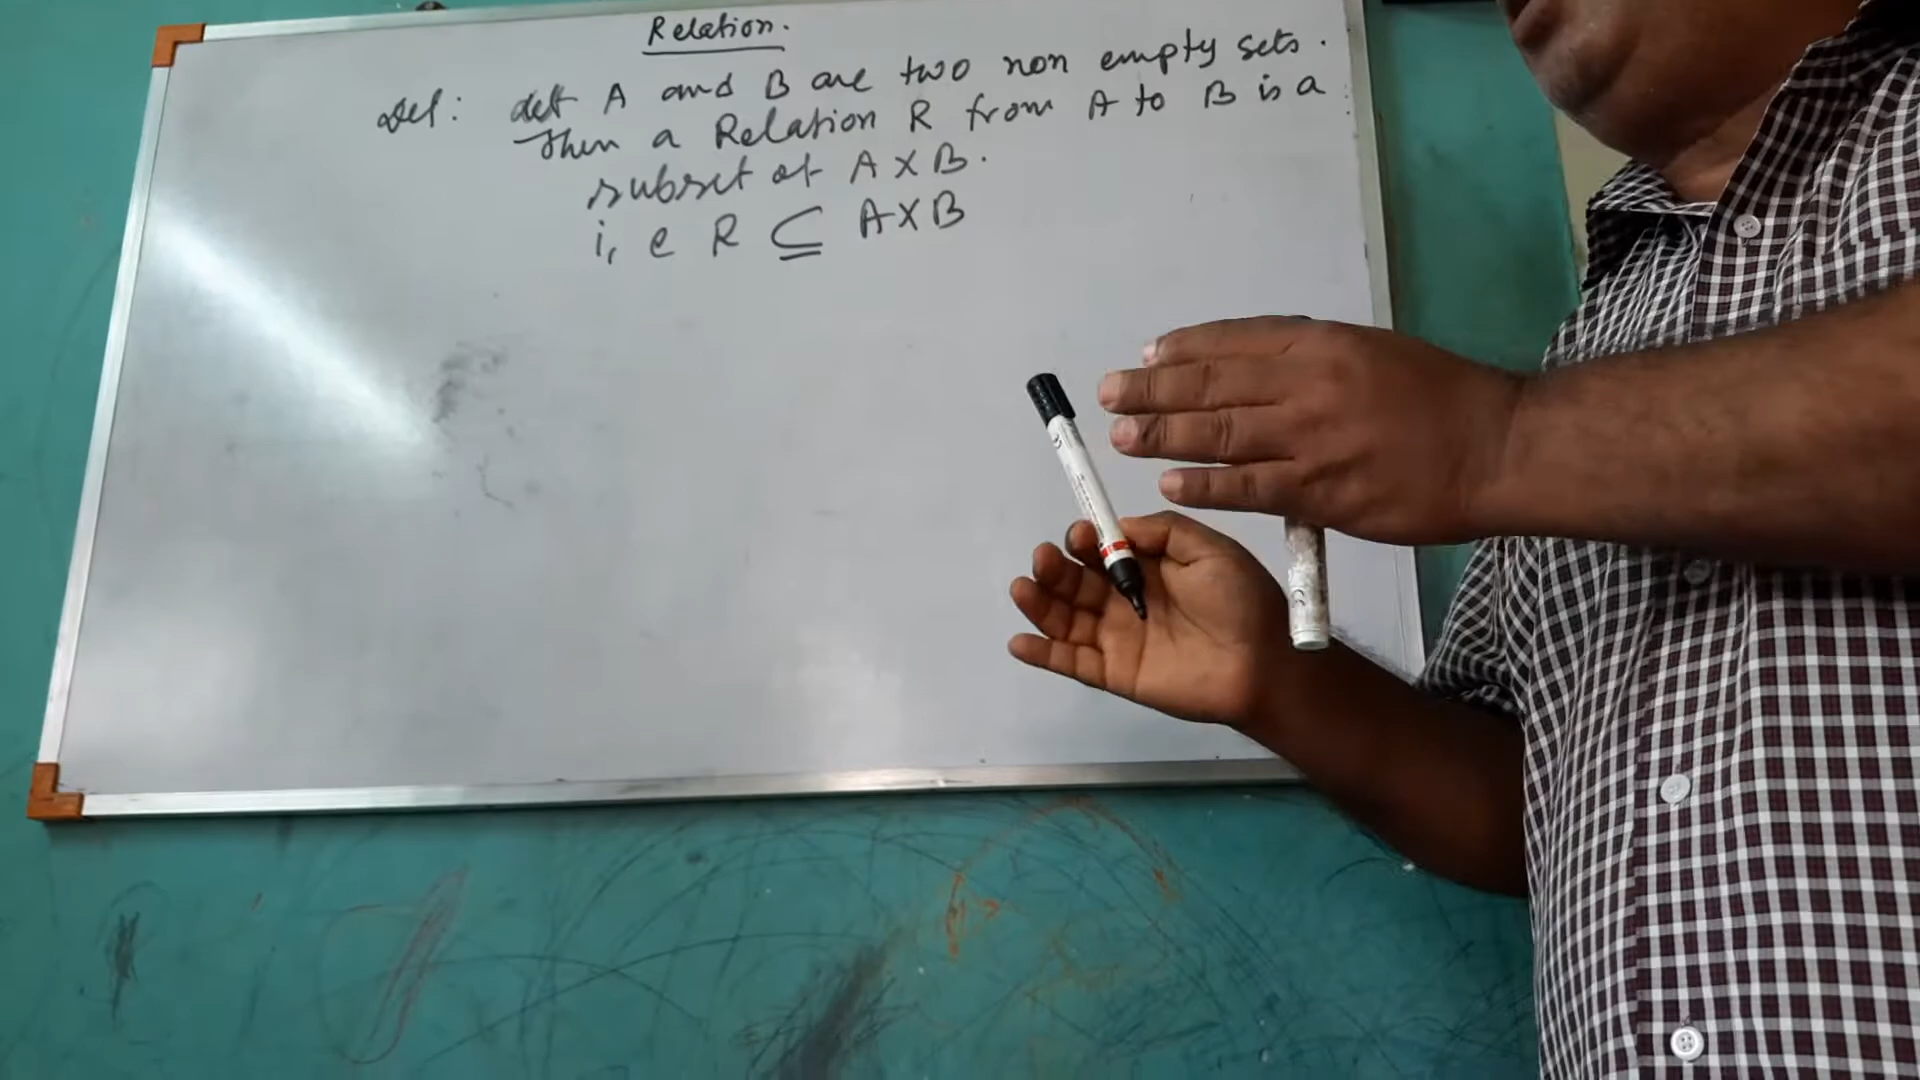 Relation.
Def: Let A and B are two non empty sets.
Then a Relation R from A to B is a
subset of A X B.
i, e R ⊆ A X B